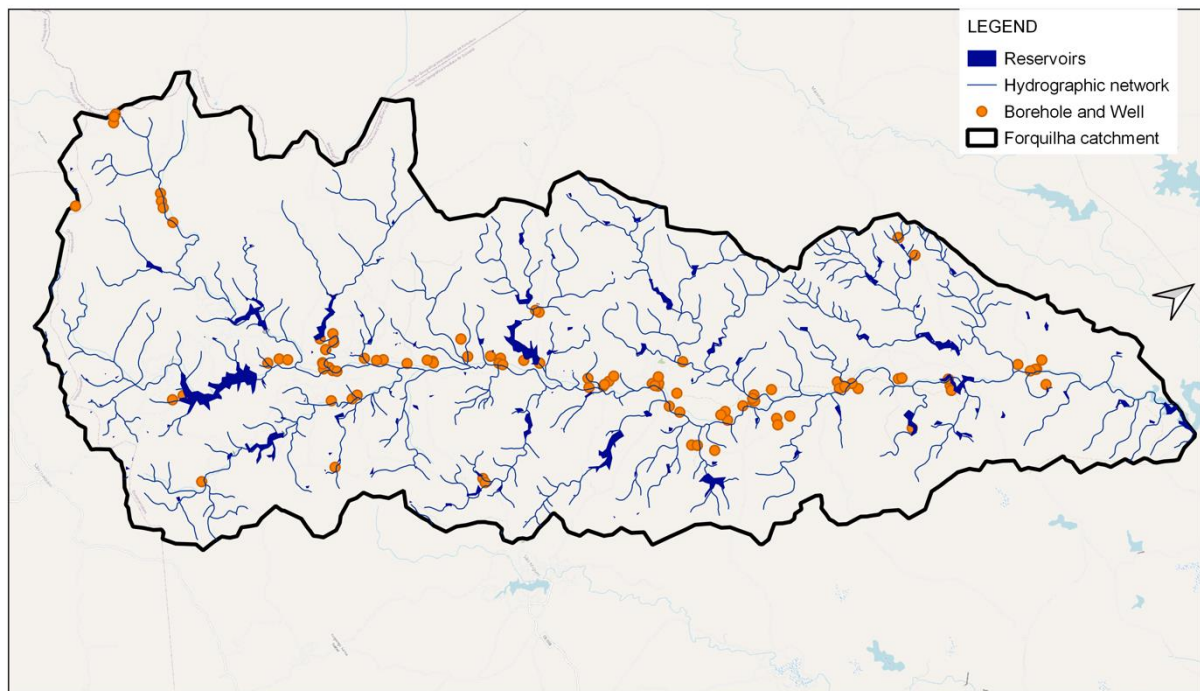 LEGEND
Reservoirs
Hydrographic network
Borehole and Well
Forquilha catchment